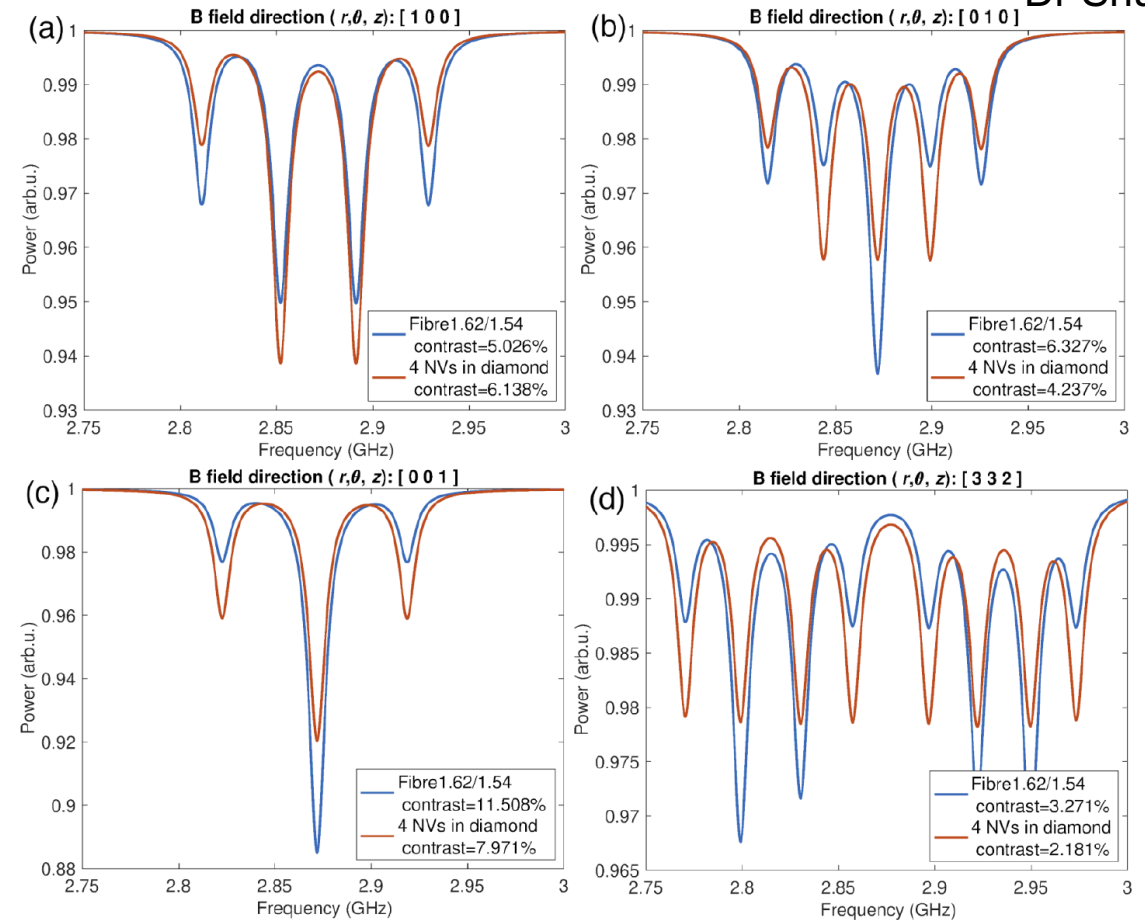 Dr Shu
(a)
B field direction ( r,θ, z): [ 1 0 0 ]
1
0.99
0.98
0.97
0.96
0.95
0.94
0.93
Power (arb.u.)
2.75 2.8 2.85 2.9 2.95 3
Frequency (GHz)
Fibre1.62/1.54
contrast=5.026%
4 NVs in diamond
contrast=6.138%
(b)
B field direction ( r,θ, z): [ 0 1 0 ]
1
0.99
0.98
0.97
0.96
0.95
0.94
0.93
Power (arb.u.)
2.75 2.8 2.85 2.9 2.95 3
Frequency (GHz)
Fibre1.62/1.54
contrast=6.327%
4 NVs in diamond
contrast=4.237%
(c)
B field direction ( r,θ, z): [ 0 0 1 ]
1
0.98
0.96
0.94
0.92
0.9
0.88
Power (arb.u.)
2.75 2.8 2.85 2.9 2.95 3
Frequency (GHz)
Fibre1.62/1.54
contrast=11.508%
4 NVs in diamond
contrast=7.971%
(d)
B field direction ( r,θ, z): [ 3 3 2 ]
1
0.995
0.99
0.985
0.98
0.975
0.97
0.965
Power (arb.u.)
2.75 2.8 2.85 2.9 2.95 3
Frequency (GHz)
Fibre1.62/1.54
contrast=3.271%
4 NVs in diamond
contrast=2.181%